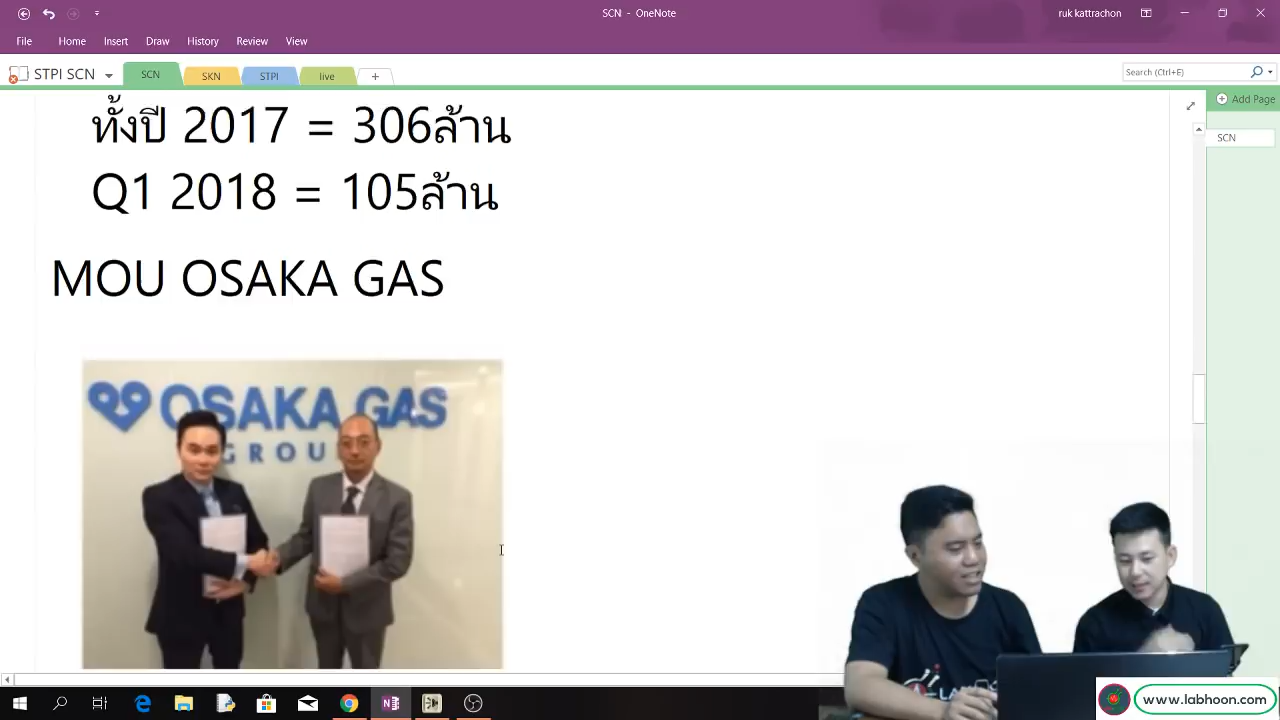 SCN - OneNote
ruk kattrachon
File
Home
Insert
Draw
History
Review
View
STPI SCN
SCN
SKN
STPI
live
Search (Ctrl+E)
Add Page
SCN
ทั้งปี 2017 = 306ล้าน
Q1 2018 = 105ล้าน
MOU OSAKA GAS
OSAKA GAS
GROU
www.labhoon.com